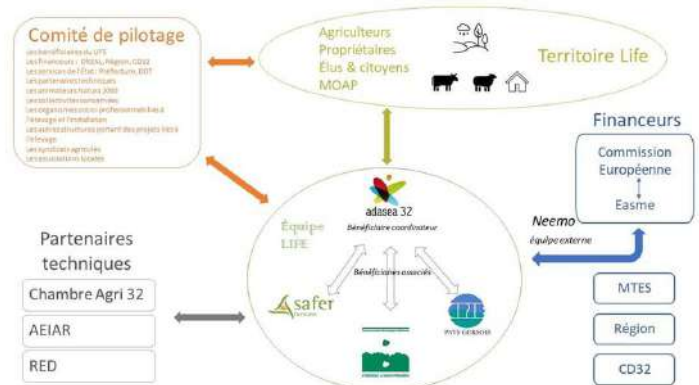 Comité de pilotage
Les bénéficiaires du LIFE
Les financeurs : DREAL, Région, CD32
Les services de l'État : Préfecture, DDT
Les partenaires techniques
Les animateurs Natura 2000
Les collectivités concernées
Les organismes socio professionnels liés à
l'élevage et l'installation
Les autres structures portant des projets liés à
l'élevage
Les syndicats agricoles
Les associations locales
Agriculteurs
Propriétaires
Élus & citoyens
MOAP
Territoire Life
Financeurs
Commission
Européenne
Easme
Neemo
équipe externe
MTES
Région
CD32
Équipe
LIFE
adasea 32
Bénéficiaire coordinateur
Bénéficiaires associés
safer
PAYS GERSOIS
Partenaires
techniques
Chambre Agri 32
AEIAR
RED